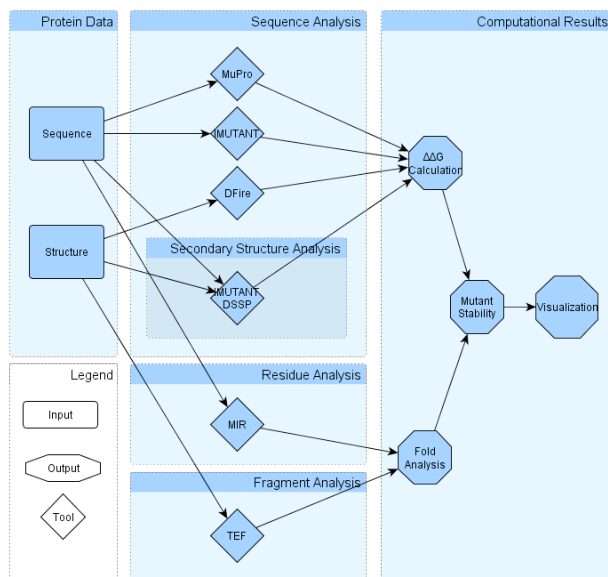 Protein Data
Sequence
Structure
Sequence Analysis
MuPro
IMUTANT
DFire
Secondary Structure Analysis
IMUTANT
DSSP
Residue Analysis
MIR
Fragment Analysis
TEF
Computational Results
ΔΔG
Calculation
Mutant
Stability
Visualization
Fold
Analysis
Legend
Input
Output
Tool